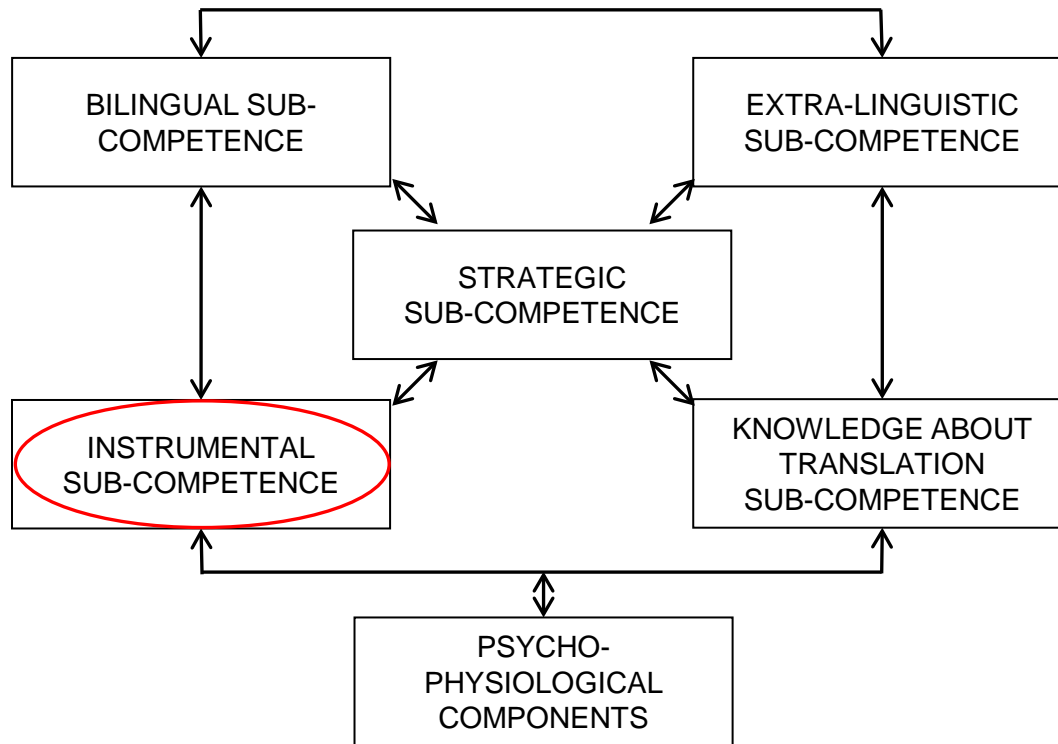 BILINGUAL SUB-
COMPETENCE
EXTRA-LINGUISTIC
SUB-COMPETENCE
STRATEGIC
SUB-COMPETENCE
INSTRUMENTAL
SUB-COMPETENCE
KNOWLEDGE ABOUT
TRANSLATION
SUB-COMPETENCE
PSYCHO-
PHYSIOLOGICAL
COMPONENTS